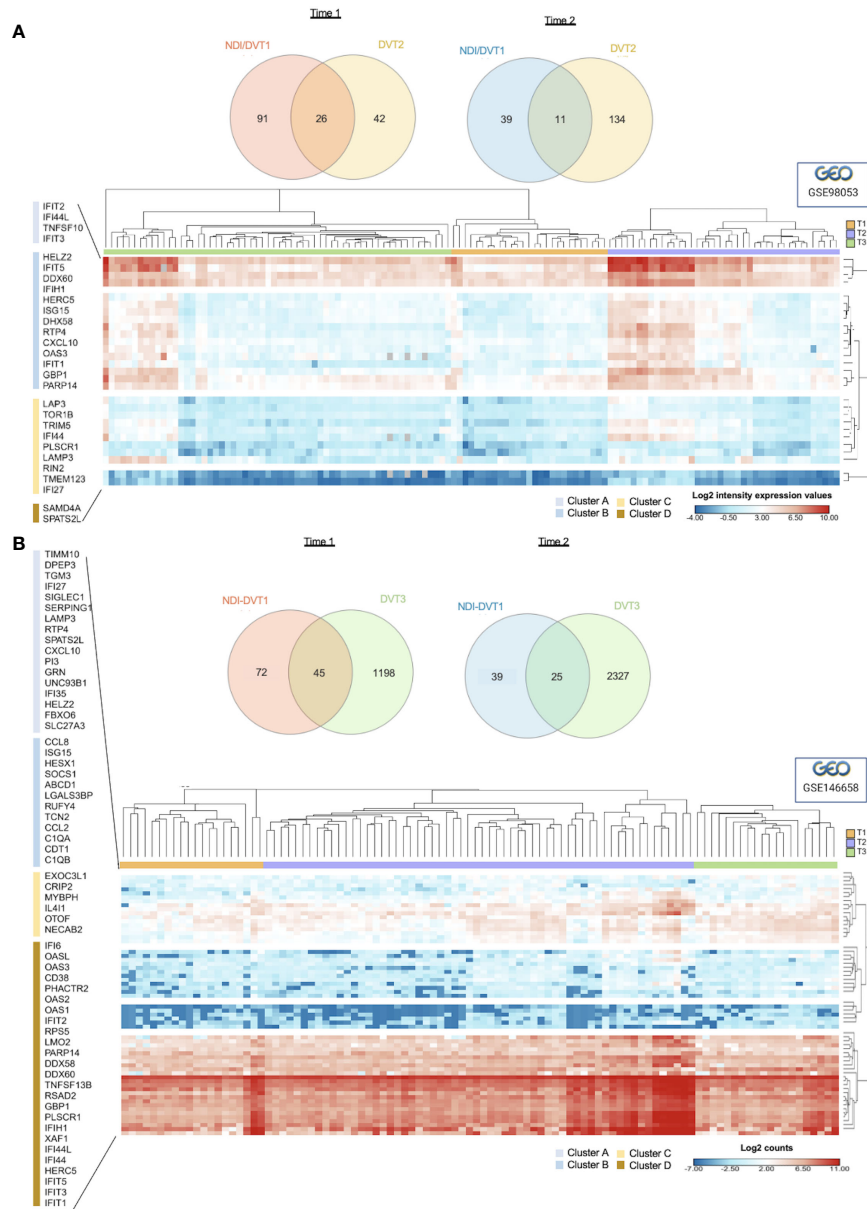 A
Time 1
Time 2
NDI/DVT1
DVT2
NDI/DVT1
DVT2
91
26
42
39
11
134
GEO
GSE98053
T1
T2
T3
IFIT2
IFI44L
TNFSF10
IFIT3
HELZ2
IFIT5
DDX60
IFIH1
HERC5
ISG15
DHX58
RTP4
CXCL10
OAS3
IFIT1
GBP1
PARP14
LAP3
TOR1B
TRIM5
IFI44
PLSCR1
LAMP3
RIN2
TMEM123
IFI27
SAMD4A
SPATS2L
Cluster A
Cluster C
Cluster B
Cluster D
Log2 intensity expression values
-4.00
-0.50
3.00
6.50
10.00
B
Time 1
Time 2
NDI-DVT1
DVT3
NDI-DVT1
DVT3
72
45
1198
39
25
2327
GEO
GSE146658
T1
T2
T3
TIMM10
DPEP3
TGM3
IFI27
SIGLEC1
SERPING1
LAMP3
RTP4
SPATS2L
CXCL10
PI3
GRN
UNC93B1
IFI35
HELZ2
FBXO6
SLC27A3
CCL8
ISG15
HESX1
SOCS1
ABCD1
LGALS3BP
RUFY4
TCN2
CCL2
C1QA
CDT1
C1QB
EXOC3L1
CRIP2
MYBPH
IL4I1
OTOF
NECAB2
IFI6
OASL
OAS3
CD38
PHACTR2
OAS2
OAS1
IFIT2
RPS5
LMO2
PARP14
DDX58
DDX60
TNFSF13B
RSAD2
GBP1
PLSCR1
IFIH1
XAF1
IFI44L
IFI44
HERC5
IFIT5
IFIT3
IFIT1
Cluster A
Cluster C
Cluster B
Cluster D
Log2 counts
-7.00
-2.50
2.00
6.50
11.00